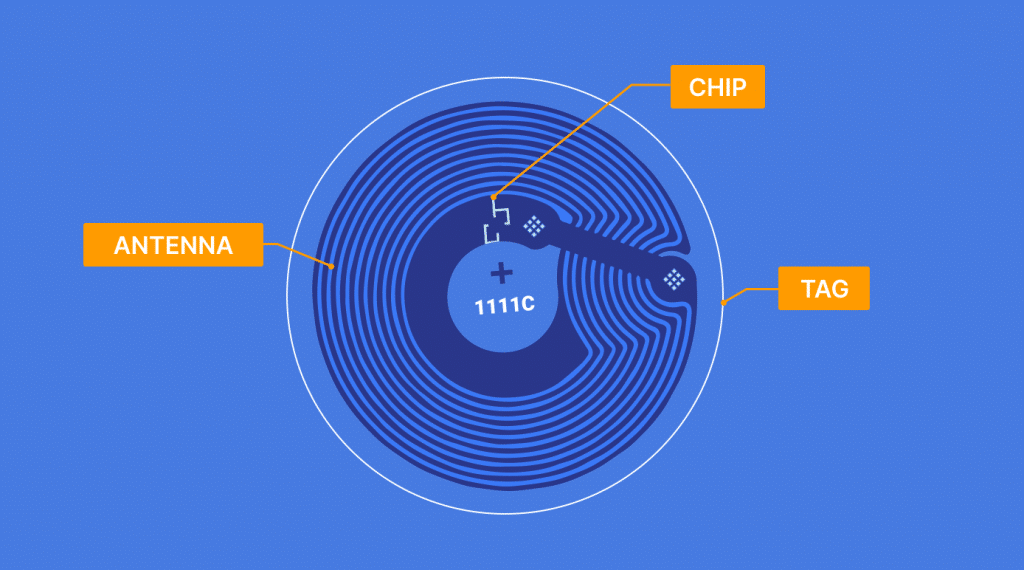 CHIP
ANTENNA
TAG
1111C